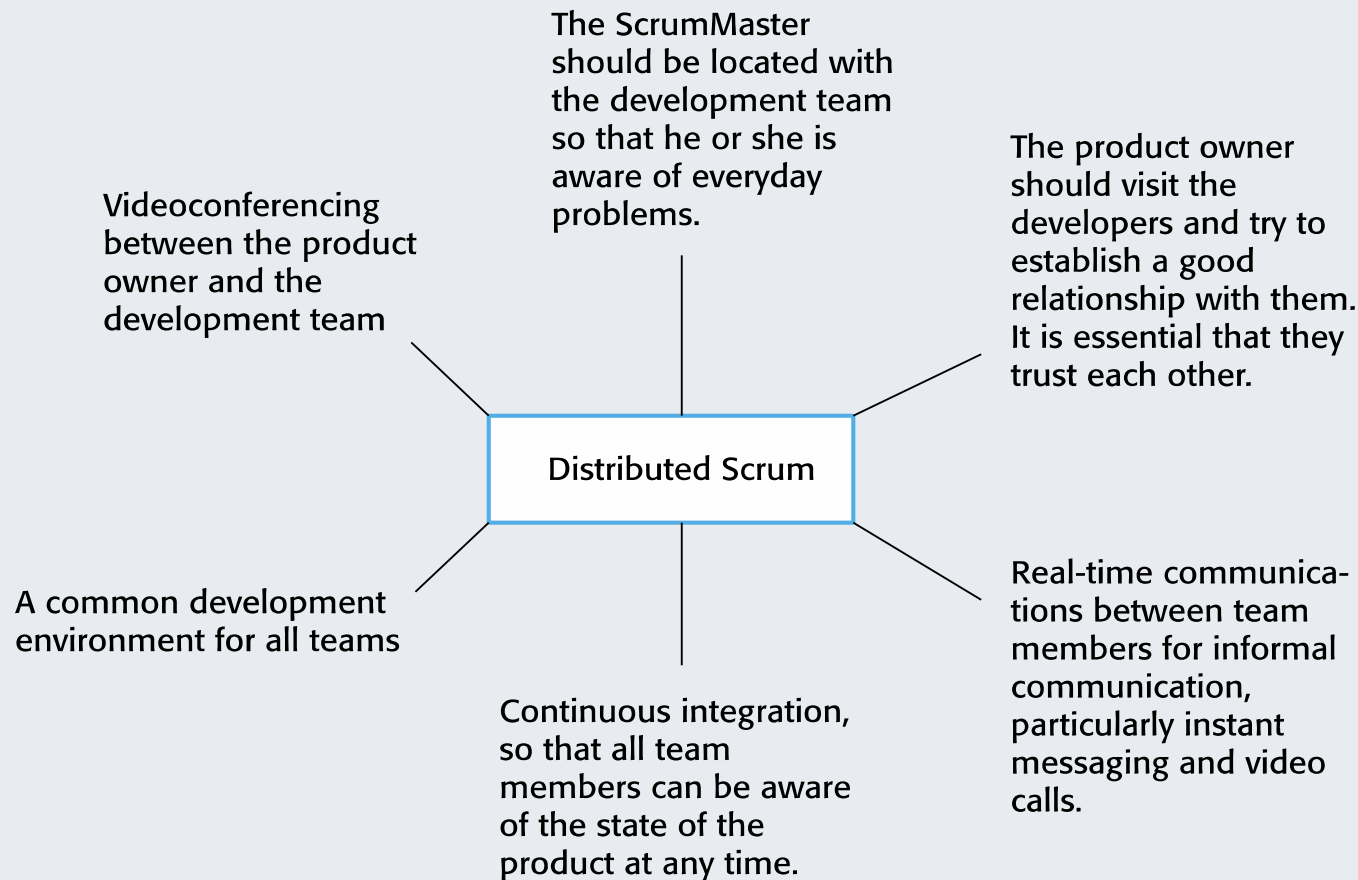 The ScrumMaster
should be located with
the development team
so that he or she is
aware of everyday
problems.
Videoconferencing
between the product
owner and the
development team
The product owner
should visit the
developers and try to
establish a good
relationship with them.
It is essential that they
trust each other.
Distributed Scrum
A common development
environment for all teams
Real-time communica-
tions between team
members for informal
communication,
particularly instant
messaging and video
calls.
Continuous integration,
so that all team
members can be aware
of the state of the
product at any time.